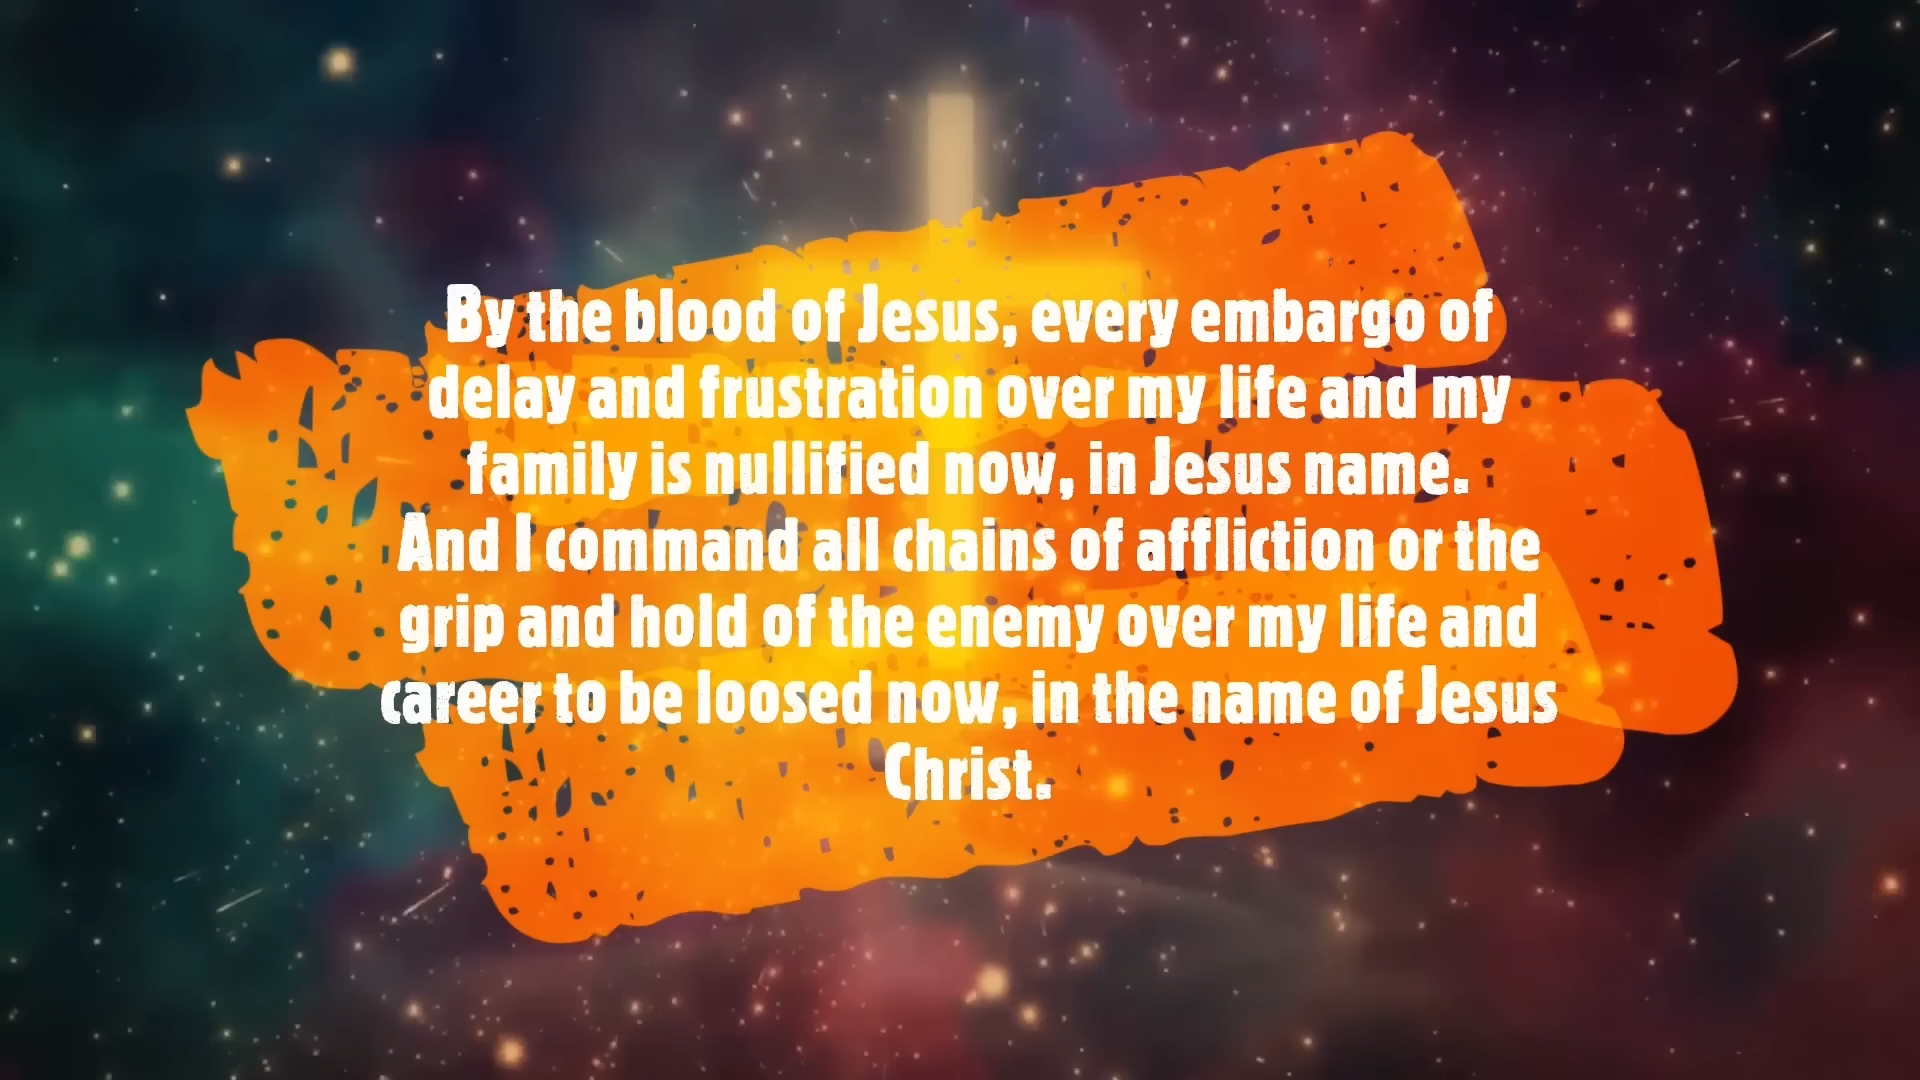 By the blood of Jesus, every embargo of
delay and frustration over my life and my
family is nullified now, in Jesus name.
And I command all chains of affliction or the
grip and hold of the enemy over my life and
career to be loosed now, in the name of Jesus
Christ.